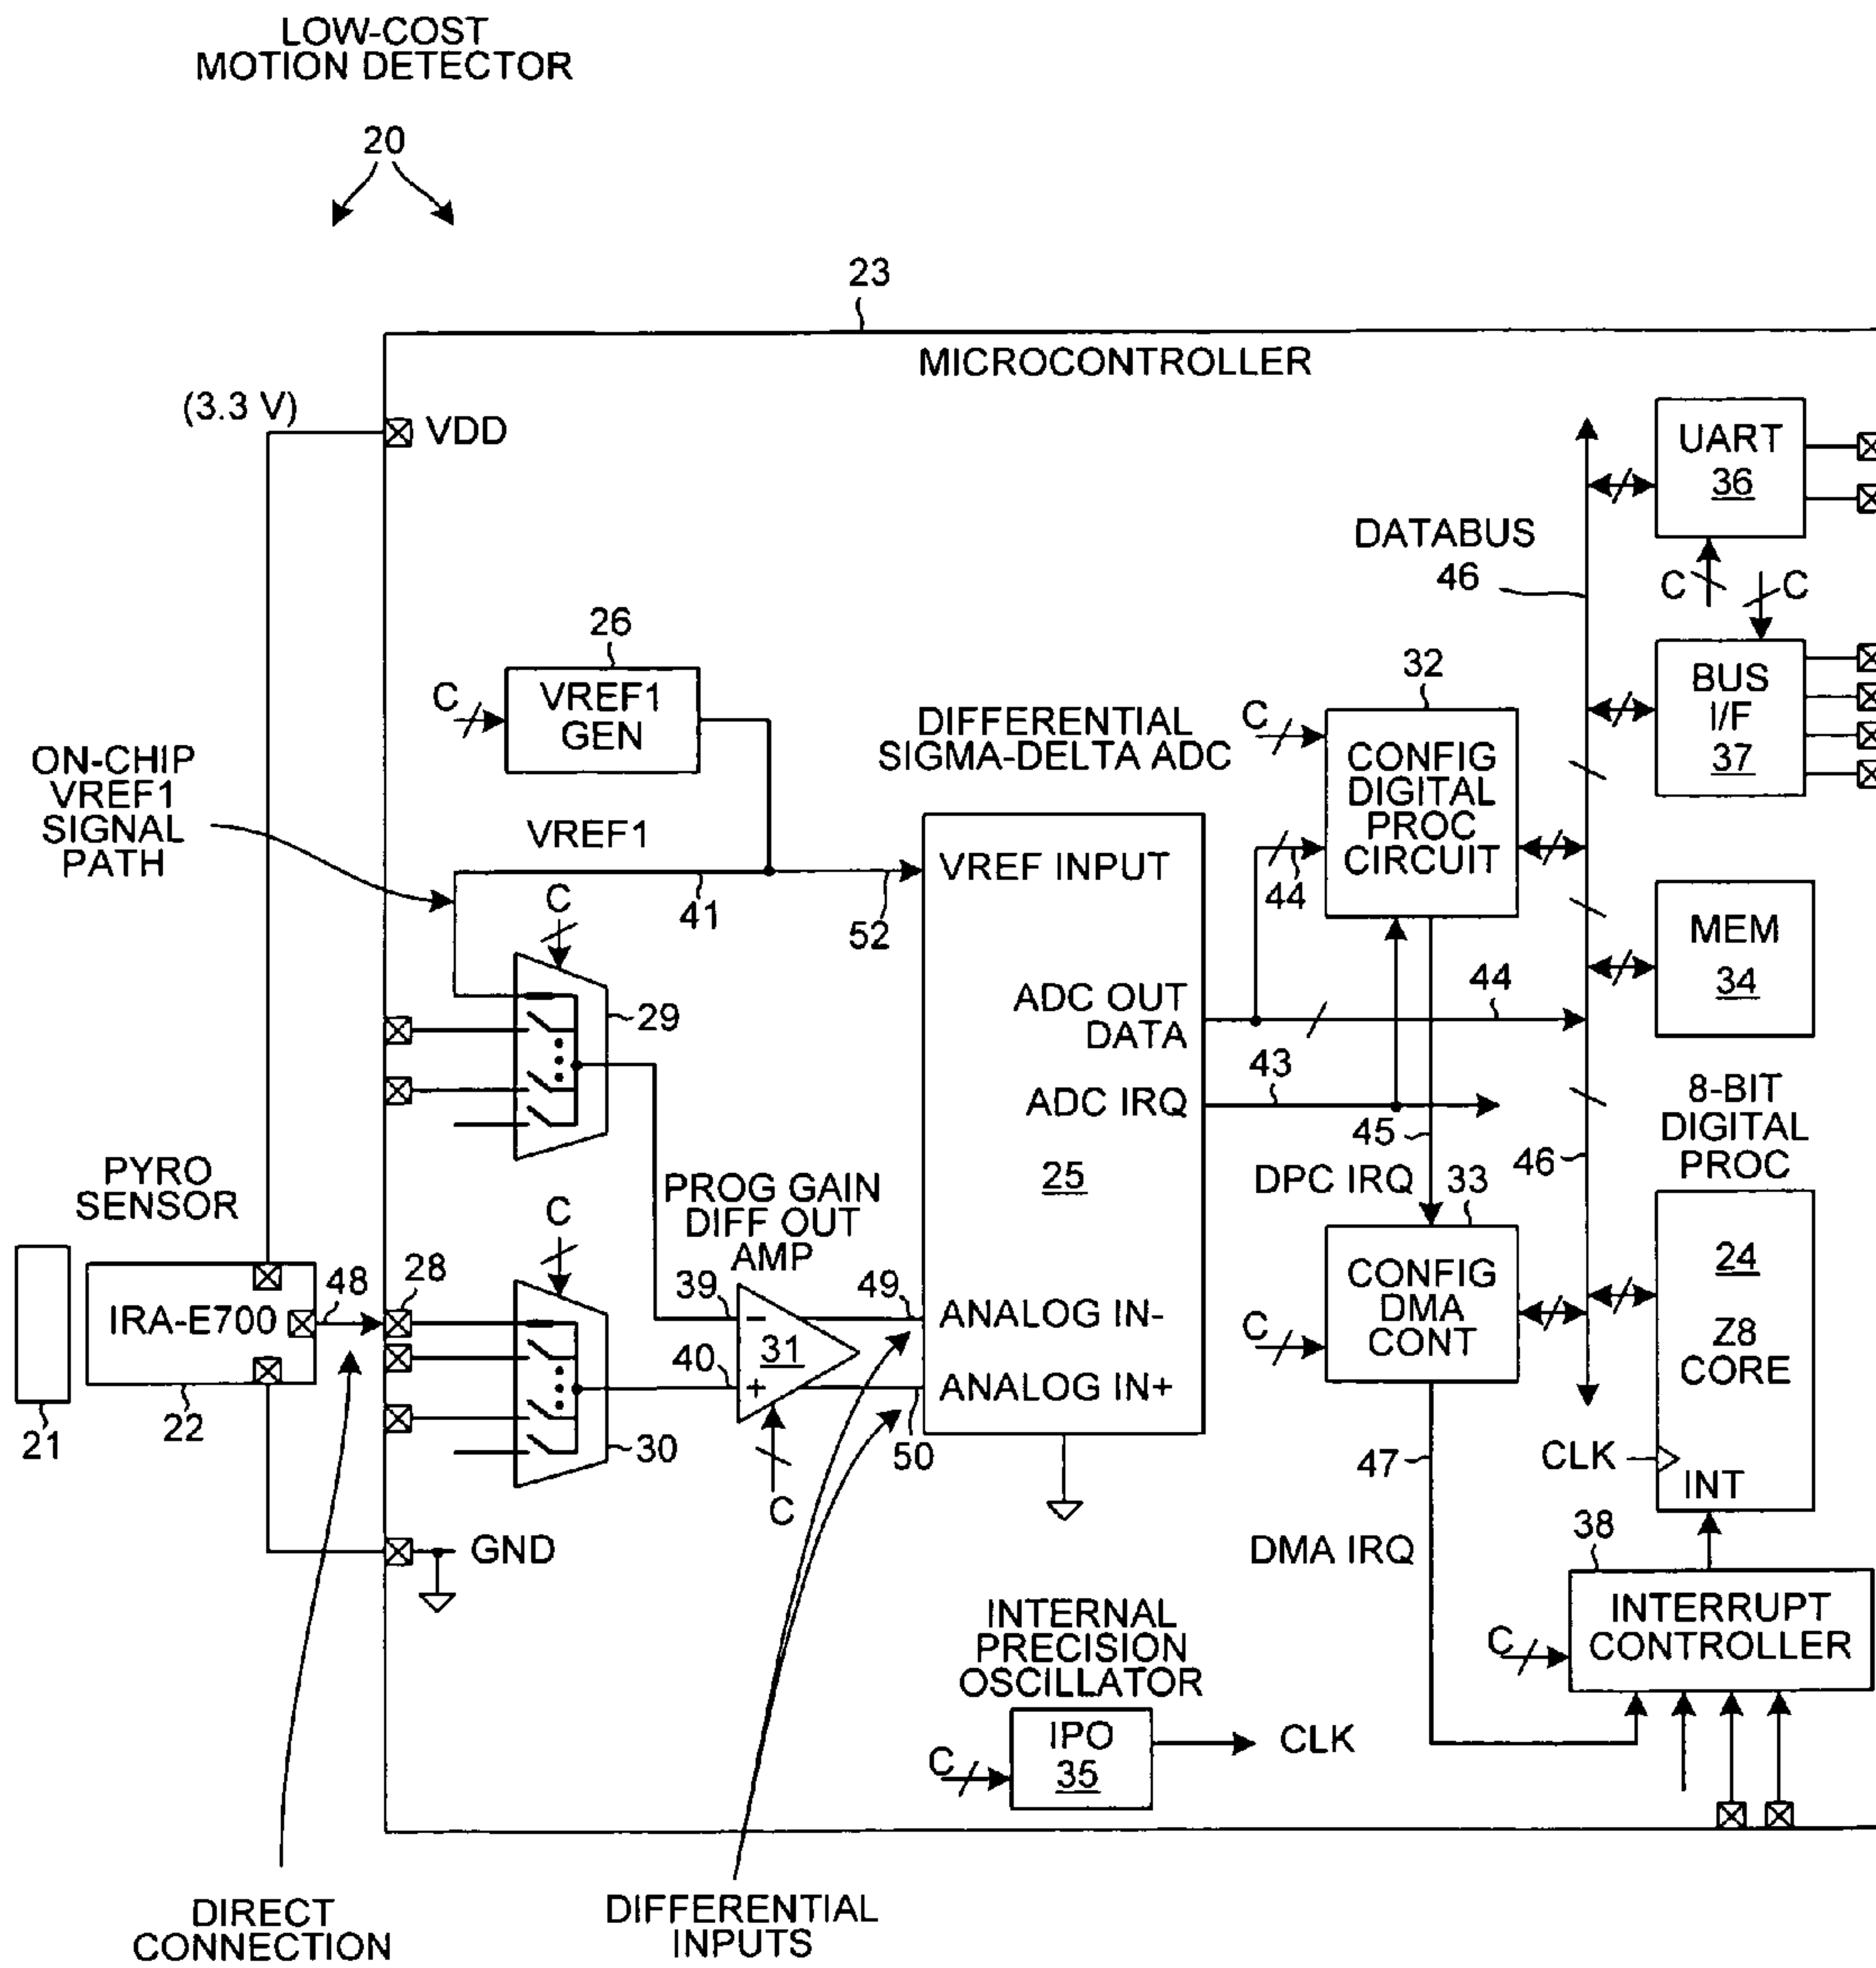 LOW-COST
MOTION DETECTOR
20
23
MICROCONTROLLER
(3.3 V)
VDD
UART
36
DATABUS
46
C
C
26
C
VREF1
GEN
32
BUS
I/F
37
DIFFERENTIAL
SIGMA-DELTA ADC
C
CONFIG
DIGITAL
PROC
CIRCUIT
ON-CHIP
VREF1
SIGNAL
PATH
VREF1
VREF INPUT
44
41
C
52
MEM
34
29
ADC OUT
DATA
44
ADC IRQ
43
8-BIT
DIGITAL
PROC
45
46
PYRO
SENSOR
PROG GAIN
DIFF OUT
AMP
25
DPC IRQ
33
C
24
Z8
CORE
28
48
IRA-E700
39
49
ANALOG IN-
CONFIG
DMA
CONT
C
−
31
+
40
ANALOG IN+
50
21
22
30
47
CLK
INT
C
GND
DMA IRQ
38
INTERRUPT
CONTROLLER
C
INTERNAL
PRECISION
OSCILLATOR
IPO
35
C
CLK
DIRECT
CONNECTION
DIFFERENTIAL
INPUTS